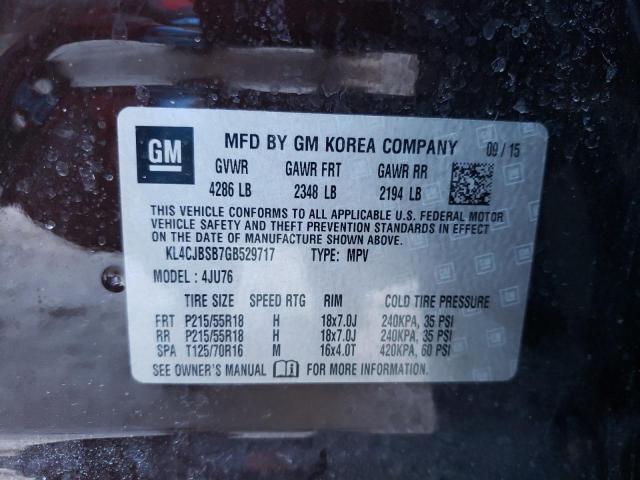 GM MFD BY GM KOREA COMPANY 09/15
GVWR GAWR FRT GAWR RR
4286 LB 2348 LB 2194 LB
THIS VEHICLE CONFORMS TO ALL APPLICABLE U.S. FEDERAL MOTOR
VEHICLE SAFETY AND THEFT PREVENTION STANDARDS IN EFFECT
ON THE DATE OF MANUFACTURE SHOWN ABOVE.
KL4CJBSB7GB529717 TYPE: MPV
MODEL : 4JU76
TIRE SIZE SPEED RTG RIM COLD TIRE PRESSURE
FRT P215/55R18 H 18x7.0J 240KPA, 35 PSI
RR P215/55R18 H 18x7.0J 240KPA, 35 PSI
SPA T125/70R16 M 16x4.0T 420KPA, 60 PSI
SEE OWNER'S MANUAL FOR MORE INFORMATION.